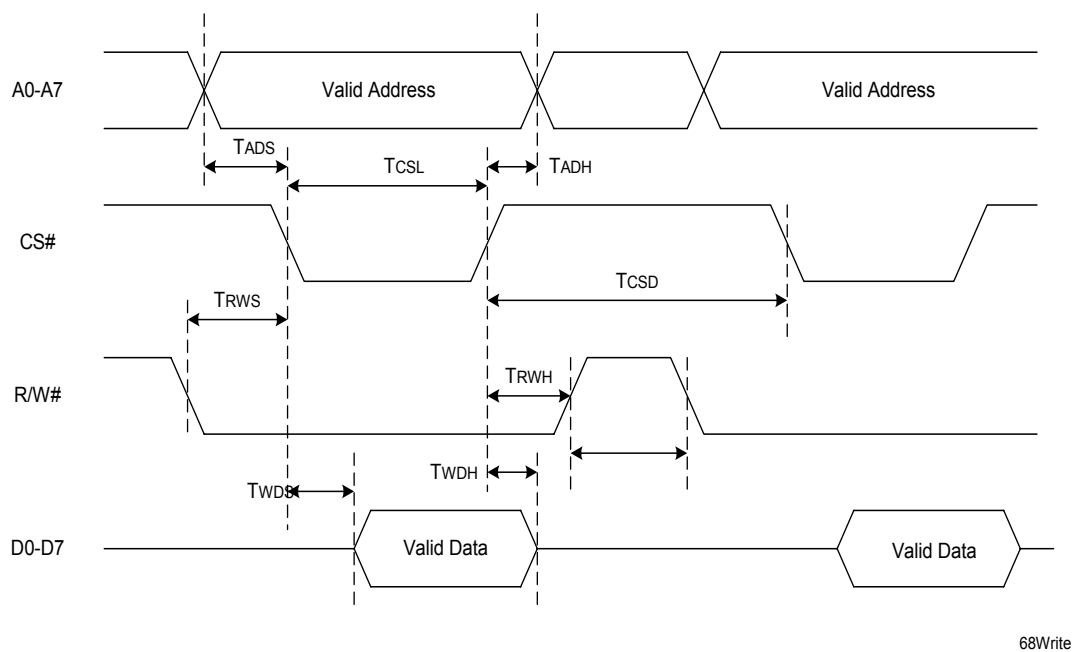 A0-A7
Valid Address
Valid Address
TADS
TCSL
TADH
CS#
TCSD
TRWS
R/W#
TRWH
TWDS
TWDH
D0-D7
Valid Data
Valid Data
68Write